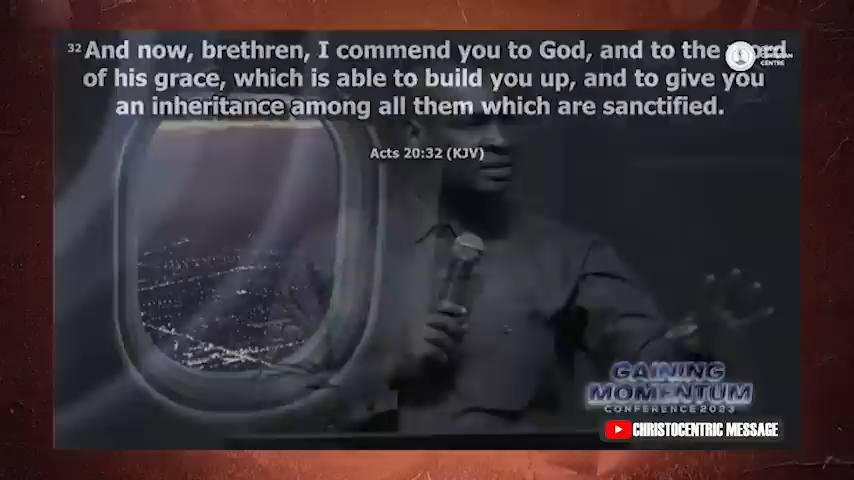 32 And now, brethren, I commend you to God, and to the
of his grace, which is able to build you up, and to give you
an inheritance among all them which are sanctified.
Acts 20:32 (KJV)
CENTRE
GAINING
MOMENTUM
CONFERENCE 2023
CHRISTOCENTRIC MESSAGE